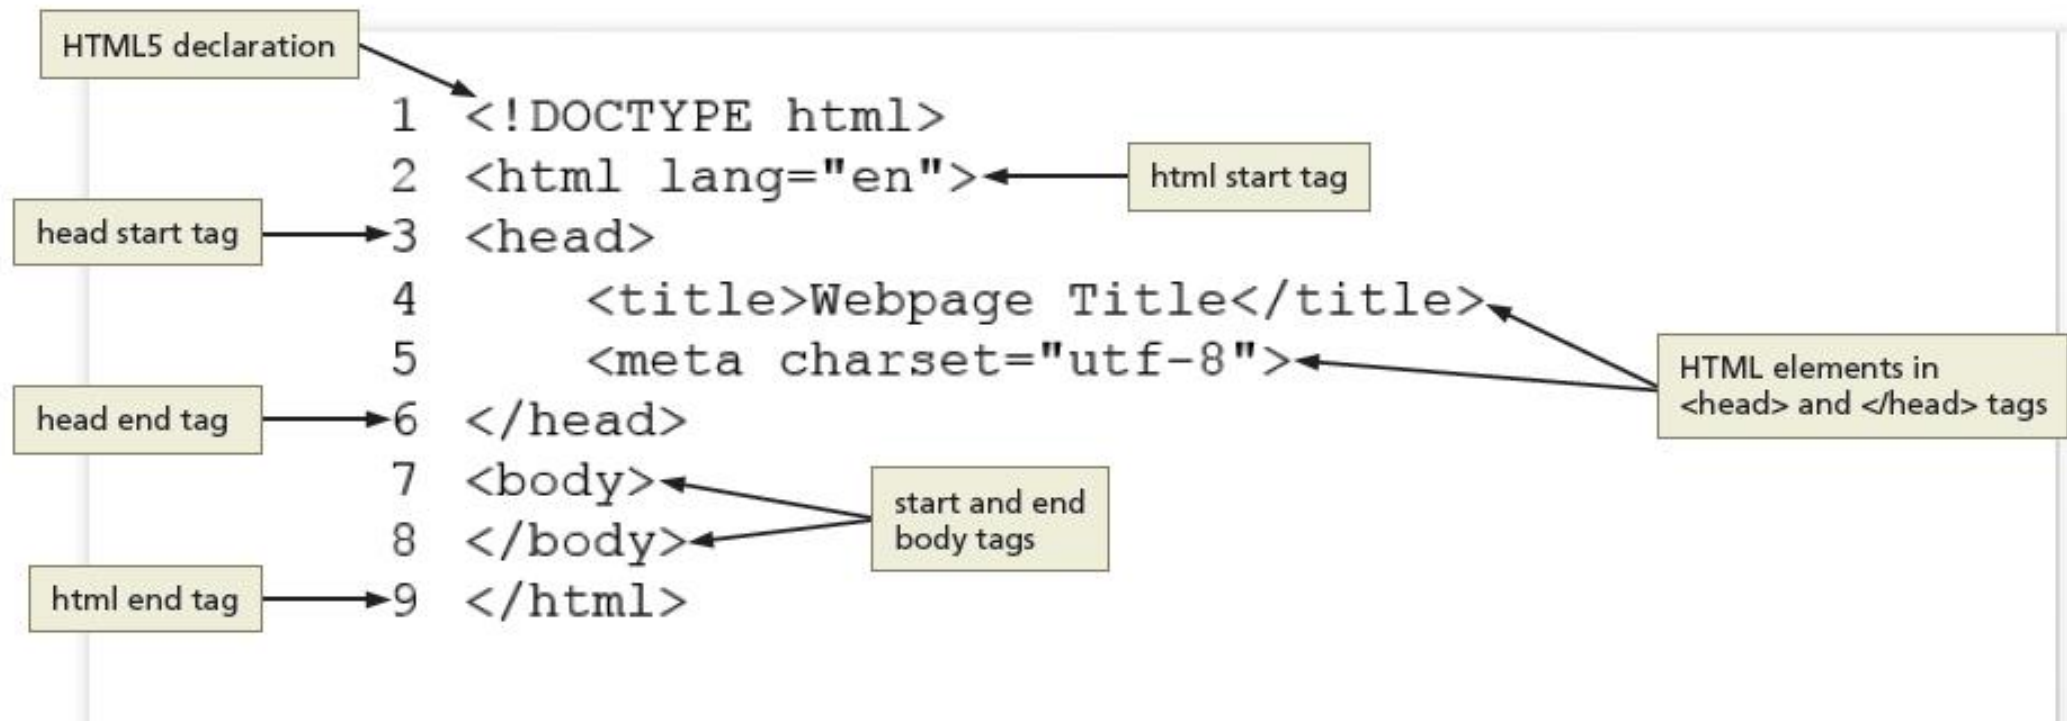 HTML5 declaration
1 <!DOCTYPE html>
2 <html lang="en">
html start tag
head start tag
3 <head>
4 <title>Webpage Title</title>
5 <meta charset="utf-8">
HTML elements in
<head> and </head> tags
head end tag
6 </head>
7 <body>
start and end
body tags
8 </body>
html end tag
9 </html>